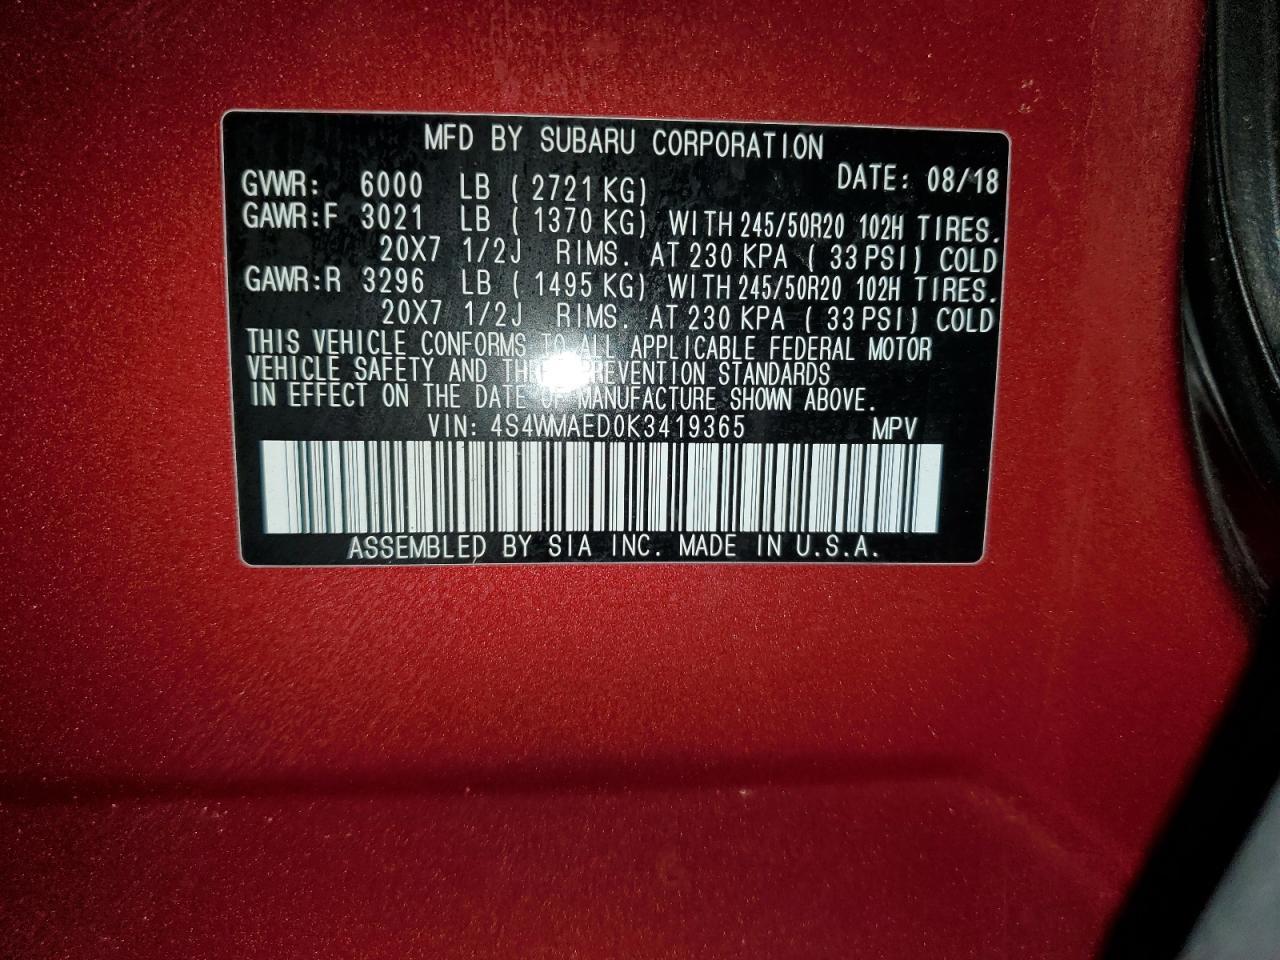 MFD BY SUBARU CORPORATION
GVWR: 6000 LB ( 2721 KG) DATE: 08/18
GAWR:F 3021 LB ( 1370 KG) WITH 245/50R20 102H TIRES.
20X7 1/2J RIMS. AT 230 KPA ( 33 PSI) COLD
GAWR:R 3296 LB ( 1495 KG) WITH 245/50R20 102H TIRES.
20X7 1/2J RIMS. AT 230 KPA ( 33 PSI) COLD
THIS VEHICLE CONFORMS TO ALL APPLICABLE FEDERAL MOTOR
VEHICLE SAFETY AND THEFT PREVENTION STANDARDS
IN EFFECT ON THE DATE OF MANUFACTURE SHOWN ABOVE.
VIN: 4S4WMAED0K3419365 MPV
ASSEMBLED BY SIA INC. MADE IN U.S.A.